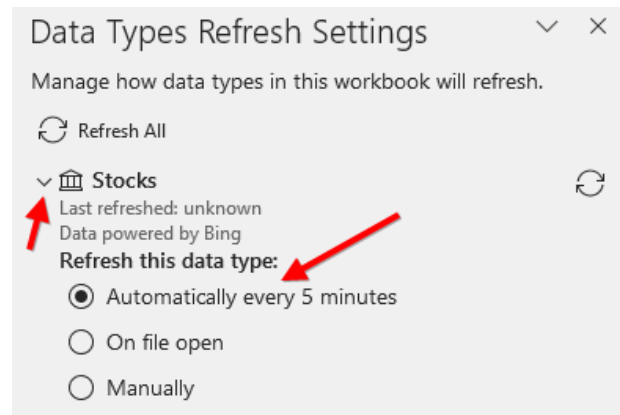 Data Types Refresh Settings
Manage how data types in this workbook will refresh.
Refresh All
Stocks
Last refreshed: unknown
Data powered by Bing
Refresh this data type:
Automatically every 5 minutes
On file open
Manually